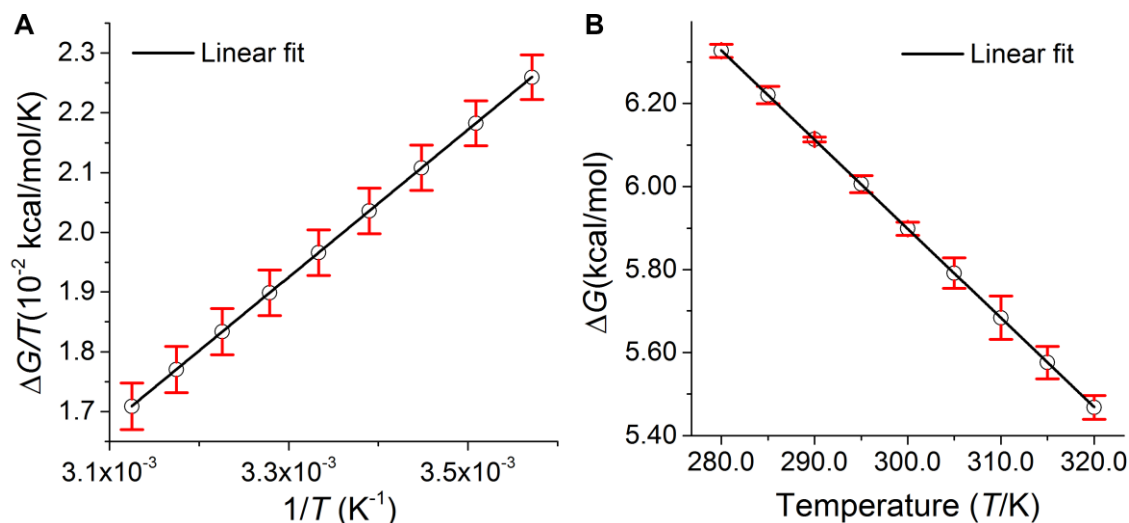 A
Linear fit
2.3
2.2
2.1
2.0
1.9
1.8
1.7
ΔG/T(10⁻² kcal/mol/K)
3.1x10⁻³
3.3x10⁻³
3.5x10⁻³
1/T (K⁻¹)
B
Linear fit
6.20
6.00
5.80
5.60
5.40
ΔG(kcal/mol)
280.0
290.0
300.0
310.0
320.0
Temperature (T/K)